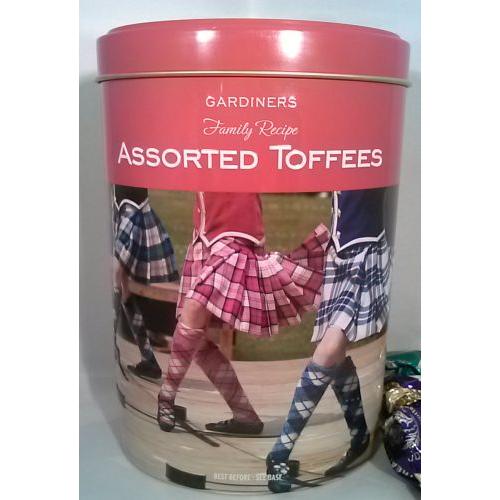 GARDINERS
Family Recipe
ASSORTED TOFFEES
BEST BEFORE - SEE BASE